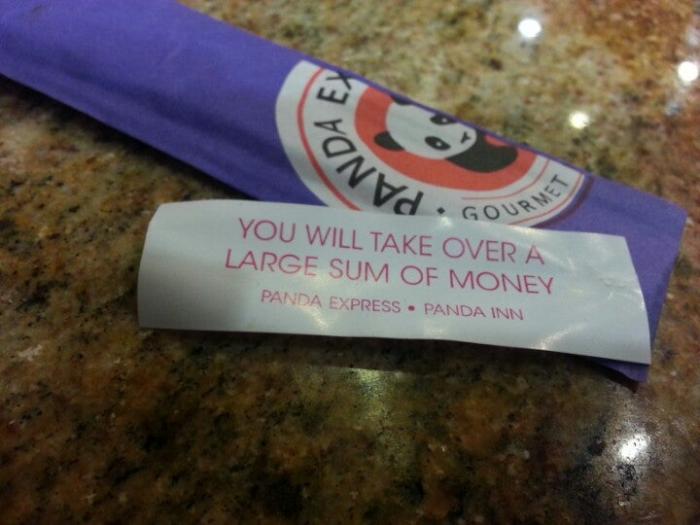 PANDA EX
GOURMET
YOU WILL TAKE OVER A
LARGE SUM OF MONEY
PANDA EXPRESS • PANDA INN